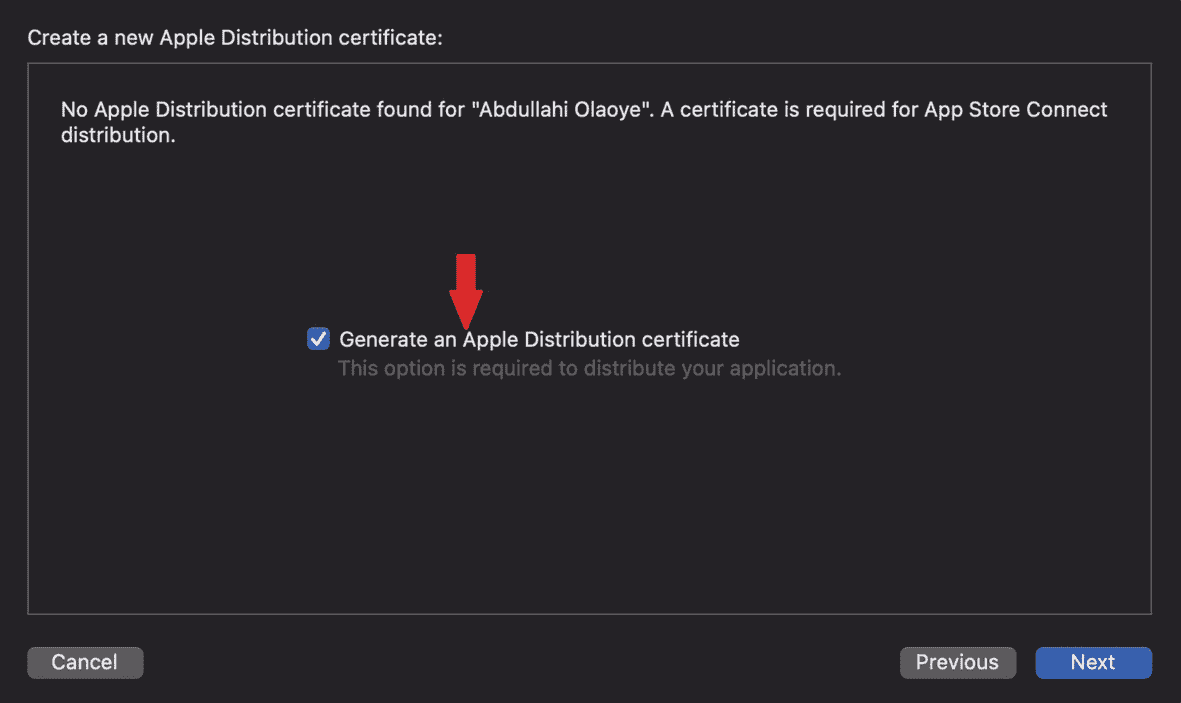 Create a new Apple Distribution certificate:
No Apple Distribution certificate found for "Abdullahi Olaoye". A certificate is required for App Store Connect
distribution.
Generate an Apple Distribution certificate
This option is required to distribute your application.
Cancel
Previous
Next